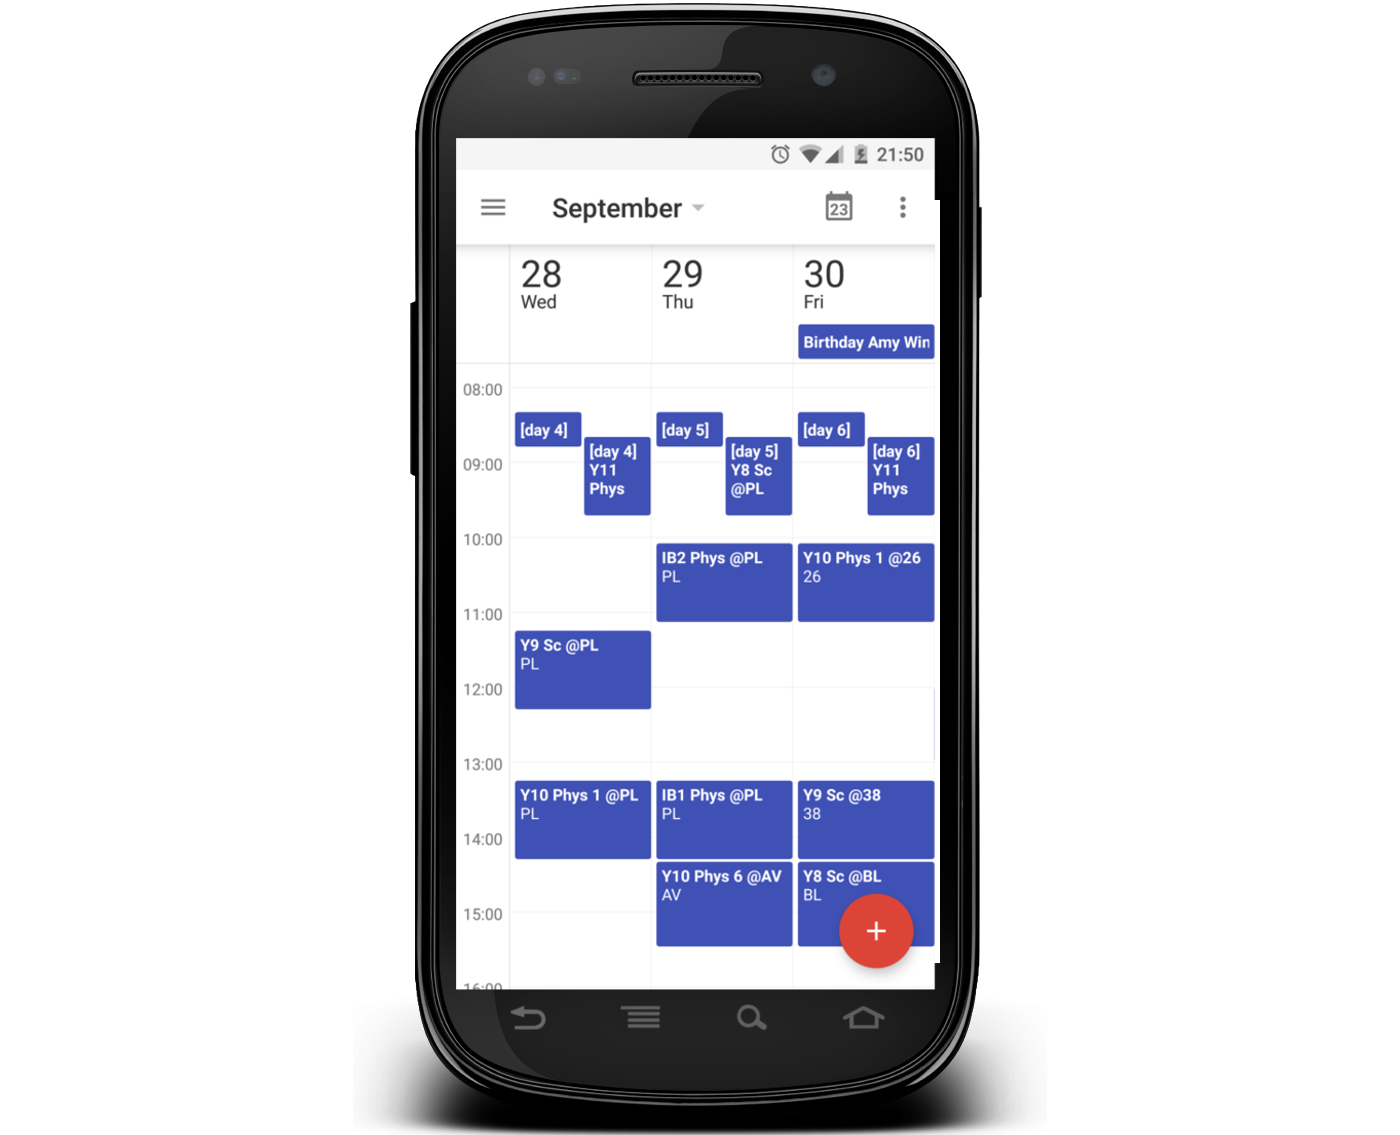 21:50
September
23
28
Wed
29
Thu
30
Fri
Birthday Amy Win
08:00
[day 4]
[day 5]
[day 6]
[day 4]
Y11
Phys
[day 5]
Y8 Sc
@PL
[day 6]
Y11
Phys
09:00
10:00
IB2 Phys @PL
PL
Y10 Phys 1 @26
26
11:00
Y9 Sc @PL
PL
12:00
13:00
Y10 Phys 1 @PL
PL
IB1 Phys @PL
PL
Y9 Sc @38
38
14:00
Y10 Phys 6 @AV
AV
Y8 Sc @BL
BL
15:00
16:00